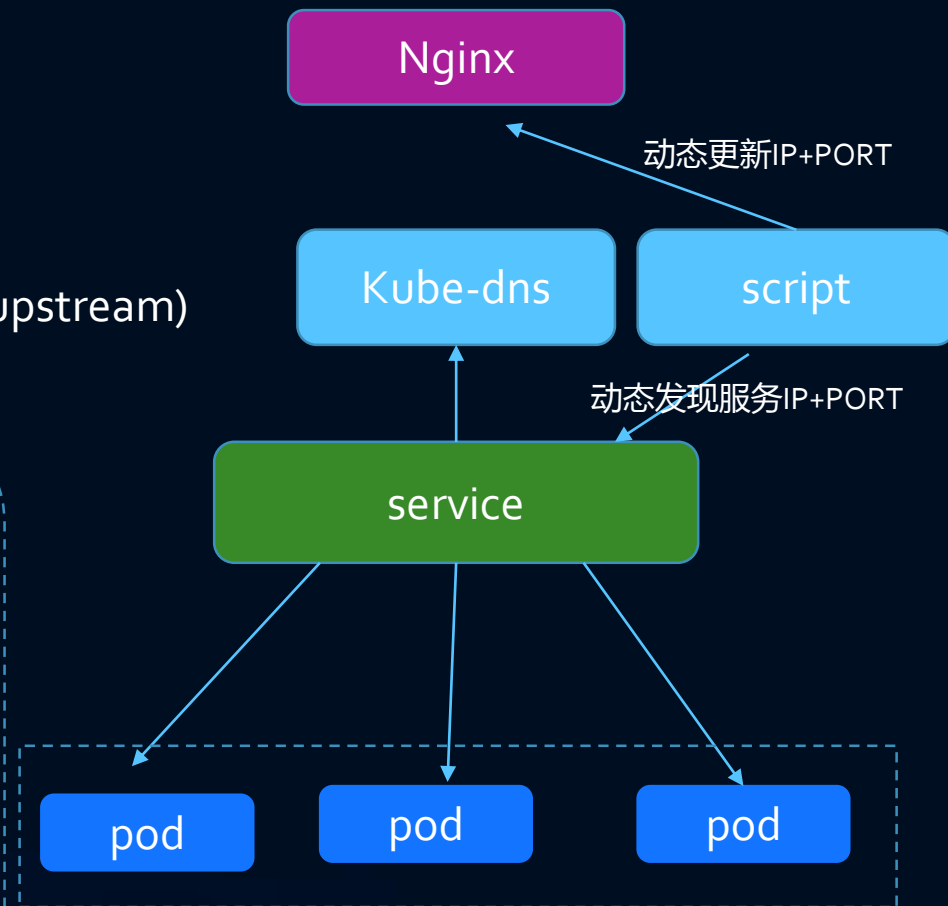 Nginx
动态更新IP+PORT
Kube-dns
script
upstream)
动态发现服务IP+PORT
service
pod
pod
pod